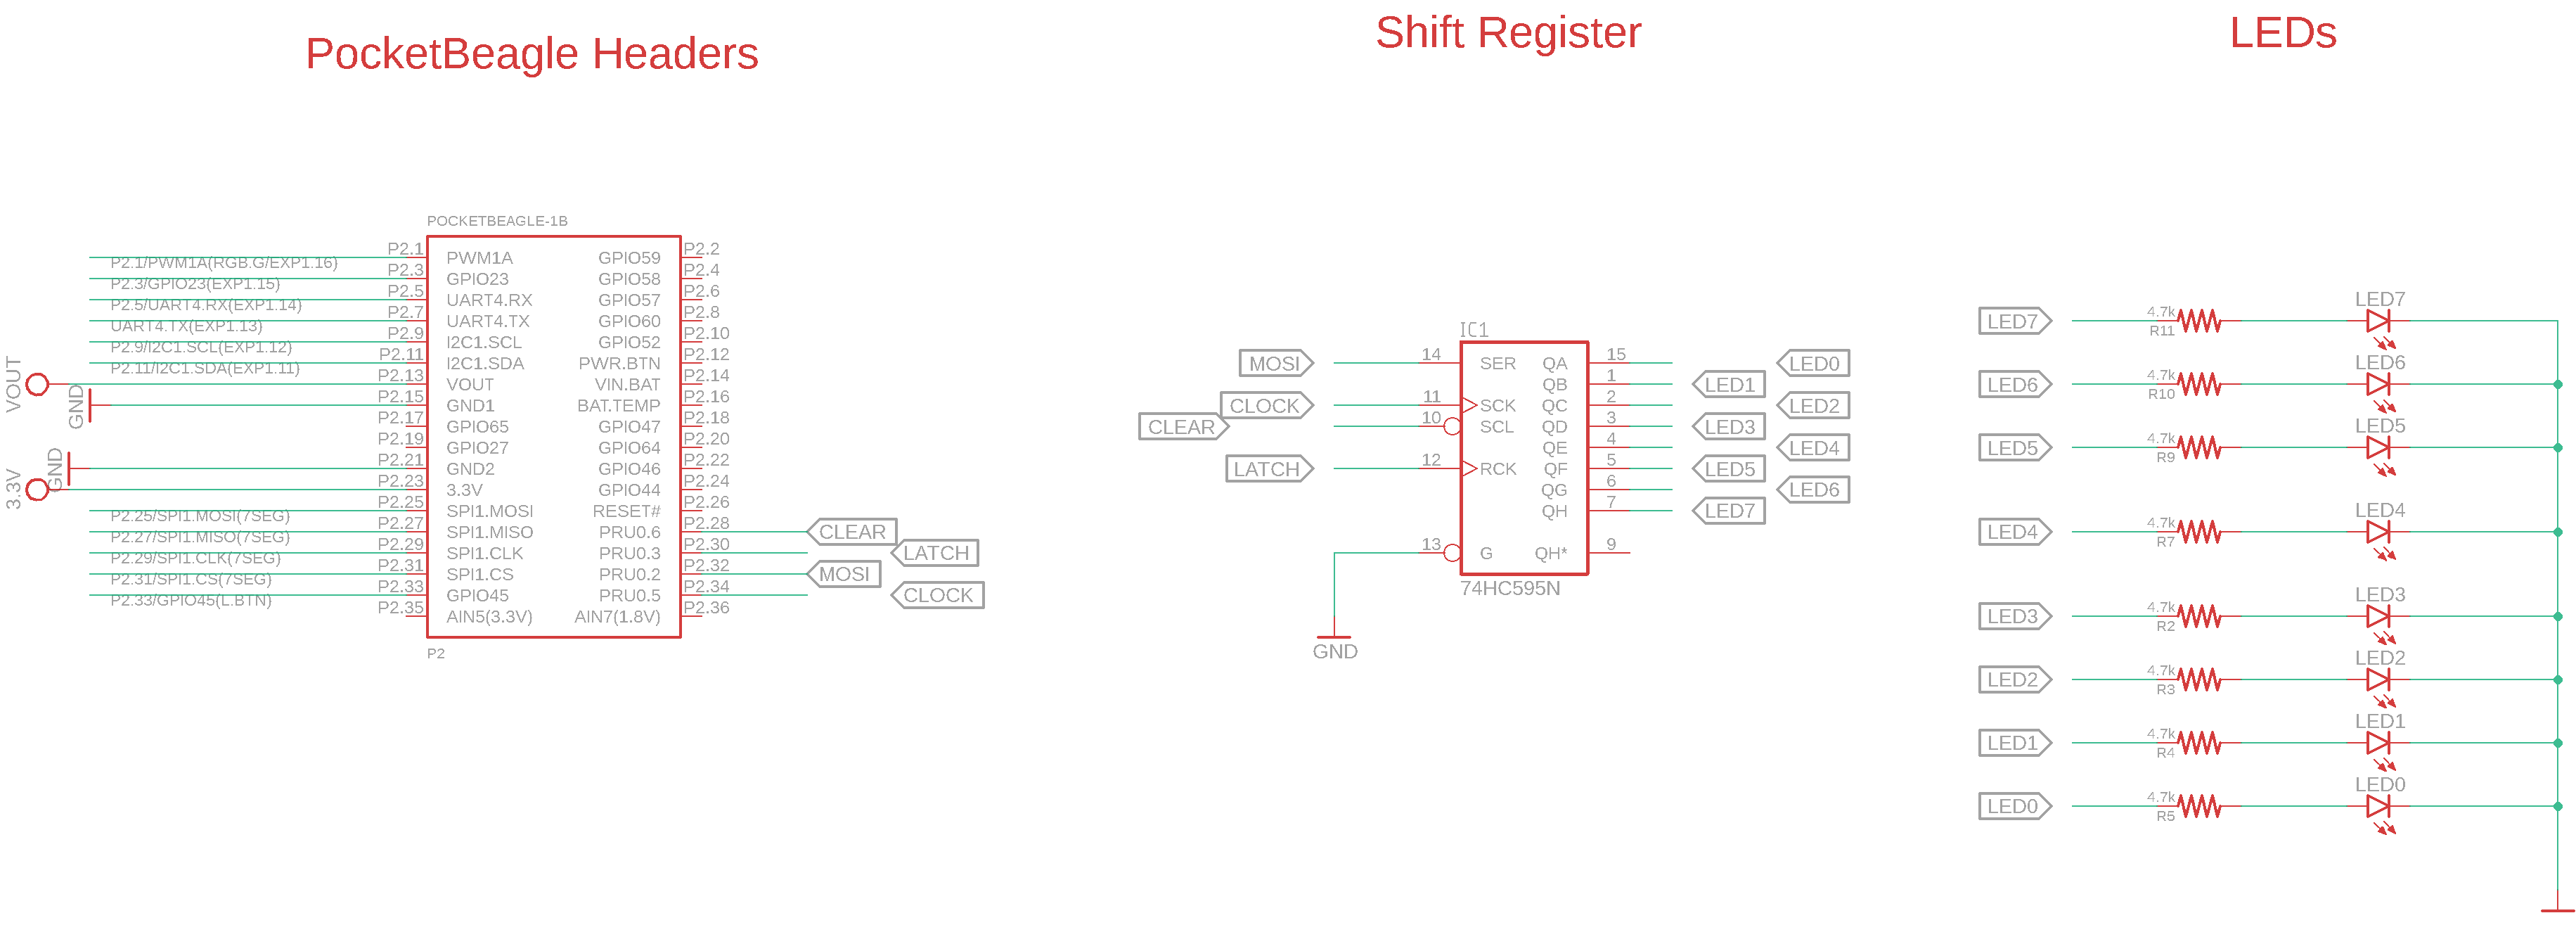 PocketBeagle Headers
Shift Register
LEDs
POCKETBEAGLE-1B
P2.1 PWM1A GPIO59 P2.2
P2.1/PWM1A(RGB.G/EXP1.16)
P2.3 GPIO23 GPIO58 P2.4
P2.3/GPIO23(EXP1.15)
P2.5 UART4.RX GPIO57 P2.6
P2.5/UART4.RX(EXP1.14)
P2.7 UART4.TX GPIO60 P2.8
UART4.TX(EXP1.13)
P2.9 I2C1.SCL GPIO52 P2.10
P2.9/I2C1.SCL(EXP1.12)
P2.11 I2C1.SDA PWR.BTN P2.12
P2.11/I2C1.SDA(EXP1.11)
VOUT P2.13 VOUT VIN.BAT P2.14
GND P2.15 GND1 BAT.TEMP P2.16
P2.17 GPIO65 GPIO47 P2.18
P2.19 GPIO27 GPIO64 P2.20
GND P2.21 GND2 GPIO46 P2.22
3.3V P2.23 3.3V GPIO44 P2.24
P2.25 SPI1.MOSI RESET# P2.26
P2.25/SPI1.MOSI(7SEG)
P2.27 SPI1.MISO PRU0.6 P2.28 CLEAR
P2.27/SPI1.MISO(7SEG)
P2.29 SPI1.CLK PRU0.3 P2.30 LATCH
P2.29/SPI1.CLK(7SEG)
P2.31 SPI1.CS PRU0.2 P2.32 MOSI
P2.31/SPI1.CS(7SEG)
P2.33 GPIO45 PRU0.5 P2.34 CLOCK
P2.33/GPIO45(L.BTN)
P2.35 AIN5(3.3V) AIN7(1.8V) P2.36
P2
IC1
MOSI 14 SER QA 15 LED0
QB 1 LED1
CLOCK 11 SCK QC 2 LED2
CLEAR 10 SCL QD 3 LED3
QE 4 LED4
LATCH 12 RCK QF 5 LED5
QG 6 LED6
QH 7 LED7
13 G QH* 9
74HC595N
GND
LED7 4.7k R11 LED7
LED6 4.7k R10 LED6
LED5 4.7k R9 LED5
LED4 4.7k R7 LED4
LED3 4.7k R2 LED3
LED2 4.7k R3 LED2
LED1 4.7k R4 LED1
LED0 4.7k R5 LED0